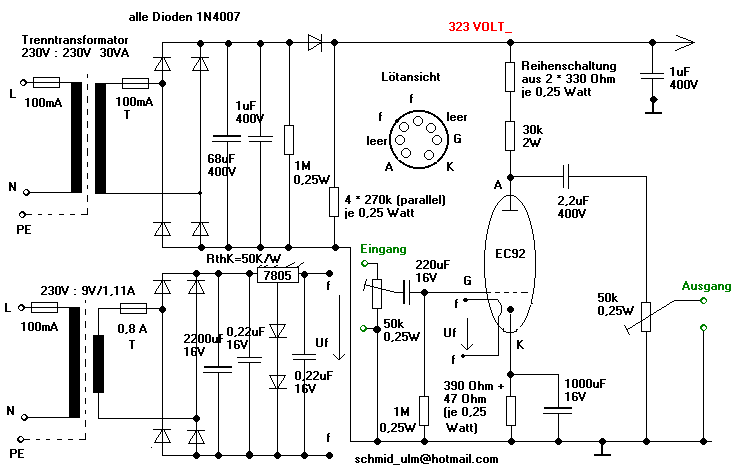 alle Dioden 1N4007
323 VOLT_
Trenntransformator
230V : 230V 30VA
L
100mA
100mA
T
N
PE
68uF
400V
1uF
400V
1M
0,25W
4 * 270k (parallel)
je 0,25 Watt
Lötansicht
f
f
leer
leer
G
A
K
Reihenschaltung
aus 2 * 330 Ohm
je 0,25 Watt
30k
2W
1uF
400V
A
2,2uF
400V
EC92
RthK=50K/W
7805
230V : 9V/1,11A
L
100mA
0,8 A
T
N
PE
2200uF
16V
0,22uF
16V
0,22uF
16V
f
Uf
f
Eingang
220uF
16V
50k
0,25W
G
f
Uf
f
K
1M
0,25W
390 Ohm +
47 Ohm
(je 0,25
Watt)
1000uF
16V
50k
0,25W
Ausgang
schmid_ulm@hotmail.com